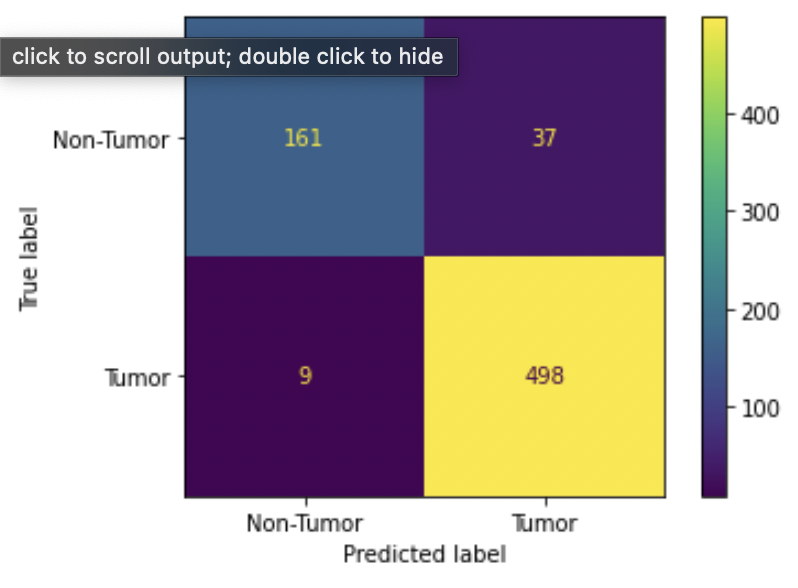 click to scroll output; double click to hide
Non-Tumor
161
37
400
300
True label
200
Tumor
9
498
100
Non-Tumor
Tumor
Predicted label